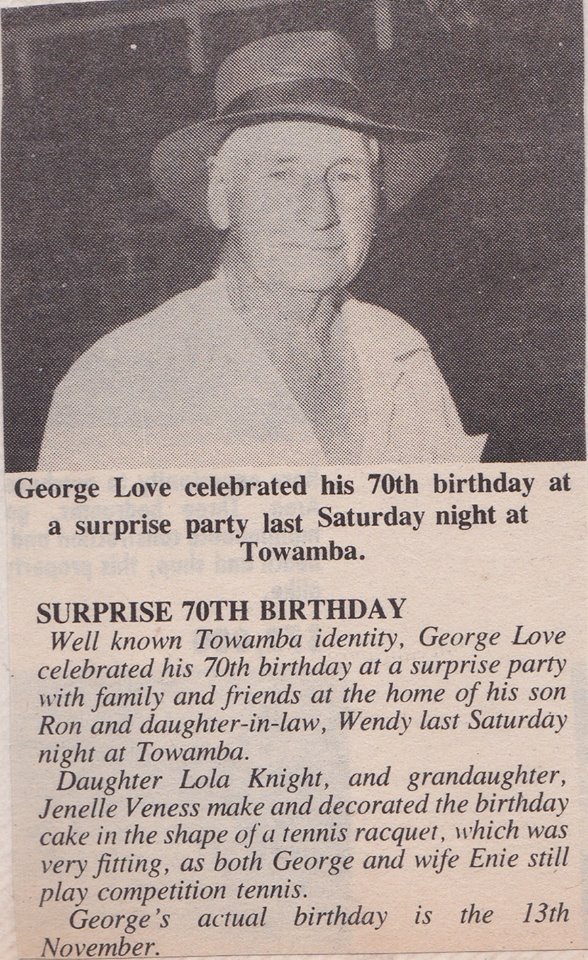 George Love celebrated his 70th birthday at
a surprise party last Saturday night at
Towamba.
SURPRISE 70TH BIRTHDAY
Well known Towamba identity, George Love
celebrated his 70th birthday at a surprise party
with family and friends at the home of his son
Ron and daughter-in-law, Wendy last Saturday
night at Towamba.
Daughter Lola Knight, and grandaughter,
Jenelle Veness make and decorated the birthday
cake in the shape of a tennis racquet, which was
very fitting, as both George and wife Enie still
play competition tennis.
George's actual birthday is the 13th
November.